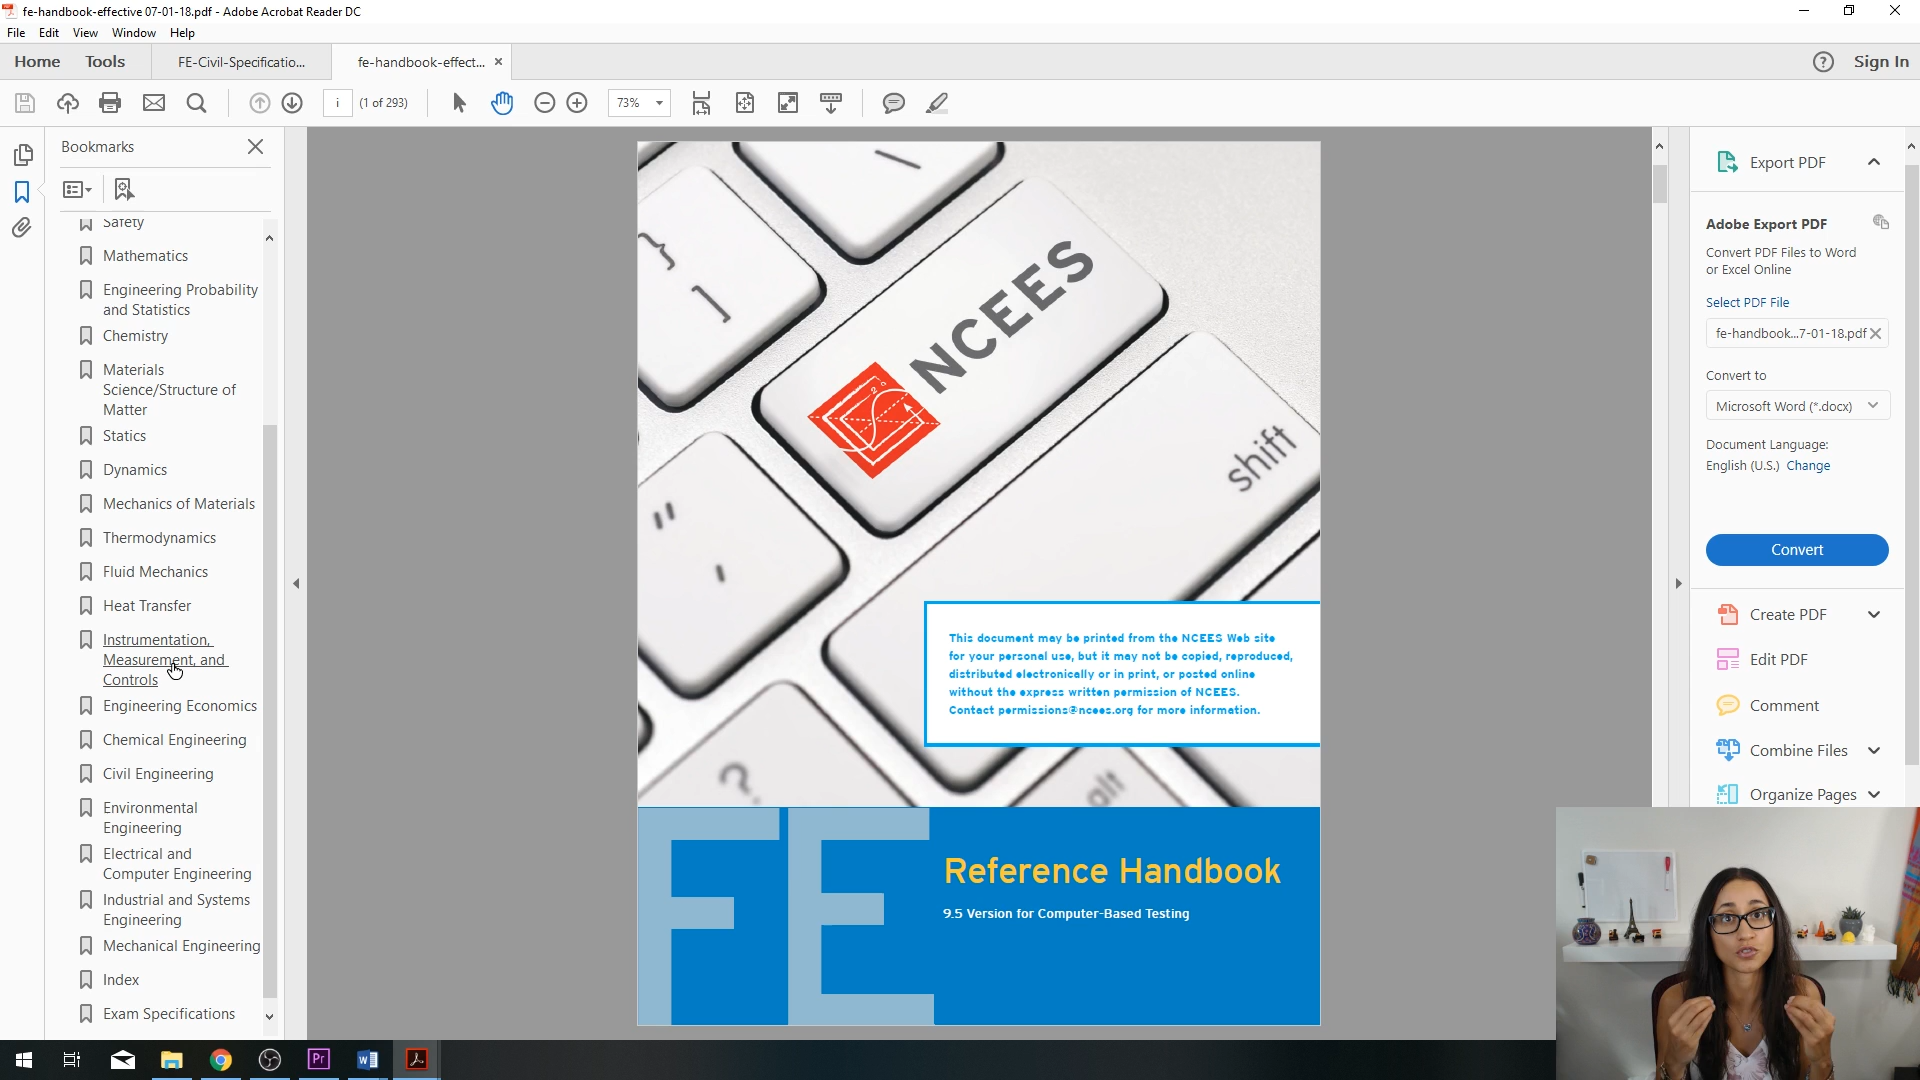 fe-handbook-effective 07-01-18.pdf - Adobe Acrobat Reader DC
File Edit View Window Help
Home Tools FE-Civil-Specificatio... fe-handbook-effect... Sign In
i (1 of 293) 73%
Bookmarks
Safety
Mathematics
Engineering Probability
and Statistics
Chemistry
Materials
Science/Structure of
Matter
Statics
Dynamics
Mechanics of Materials
Thermodynamics
Fluid Mechanics
Heat Transfer
Instrumentation,
Measurement, and
Controls
Engineering Economics
Chemical Engineering
Civil Engineering
Environmental
Engineering
Electrical and
Computer Engineering
Industrial and Systems
Engineering
Mechanical Engineering
Index
Exam Specifications
NCEES
shift
alt
This document may be printed from the NCEES Web site
for your personal use, but it may not be copied, reproduced,
distributed electronically or in print, or posted online
without the express written permission of NCEES.
Contact permissions@ncees.org for more information.
FE
Reference Handbook
9.5 Version for Computer-Based Testing
Export PDF
Adobe Export PDF
Convert PDF Files to Word
or Excel Online
Select PDF File
fe-handbook...7-01-18.pdf
Convert to
Microsoft Word (*.docx)
Document Language:
English (U.S.) Change
Convert
Create PDF
Edit PDF
Comment
Combine Files
Organize Pages
Pr